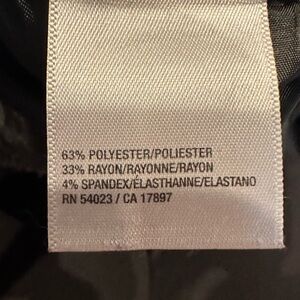 63% POLYESTER/POLIESTER
33% RAYON/RAYONNE/RAYON
4% SPANDEX/ÉLASTHANNE/ELASTANO
RN 54023 / CA 17897